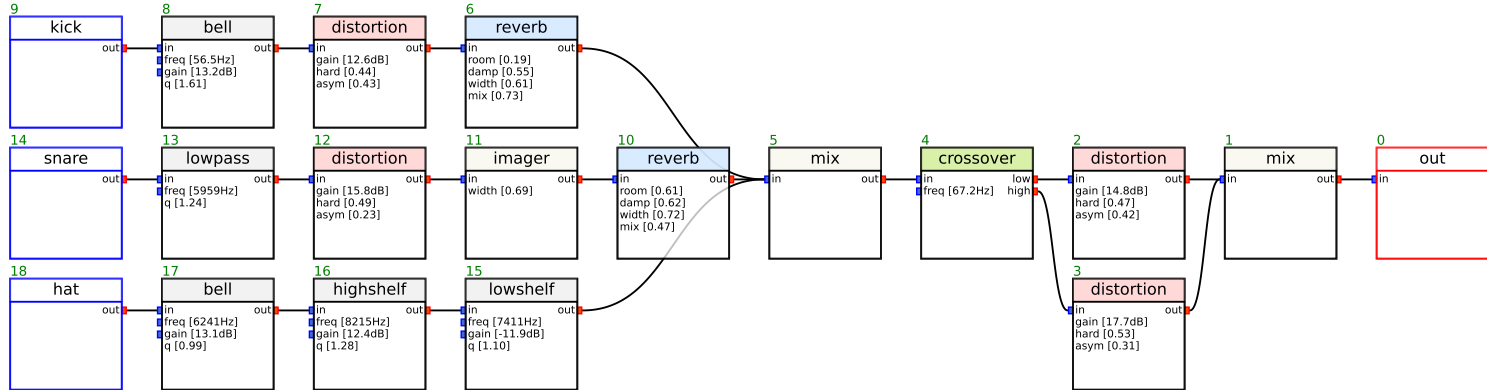 9
kick
out
8
bell
in out
freq [56.5Hz]
gain [13.2dB]
q [1.61]
7
distortion
in out
gain [12.6dB]
hard [0.44]
asym [0.43]
6
reverb
in out
room [0.19]
damp [0.55]
width [0.61]
mix [0.73]
14
snare
out
13
lowpass
in out
freq [5959Hz]
q [1.24]
12
distortion
in out
gain [15.8dB]
hard [0.49]
asym [0.23]
11
imager
in out
width [0.69]
10
reverb
in out
room [0.61]
damp [0.62]
width [0.72]
mix [0.47]
5
mix
in out
4
crossover
in low
freq [67.2Hz] high
2
distortion
in out
gain [14.8dB]
hard [0.47]
asym [0.42]
1
mix
in out
0
out
in
18
hat
out
17
bell
in out
freq [6241Hz]
gain [13.1dB]
q [0.99]
16
highshelf
in out
freq [8215Hz]
gain [12.4dB]
q [1.28]
15
lowshelf
in out
freq [7411Hz]
gain [-11.9dB]
q [1.10]
3
distortion
in out
gain [17.7dB]
hard [0.53]
asym [0.31]